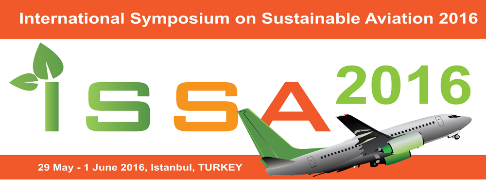 International Symposium on Sustainable Aviation 2016
iSSA 2016
29 May - 1 June 2016, Istanbul, TURKEY